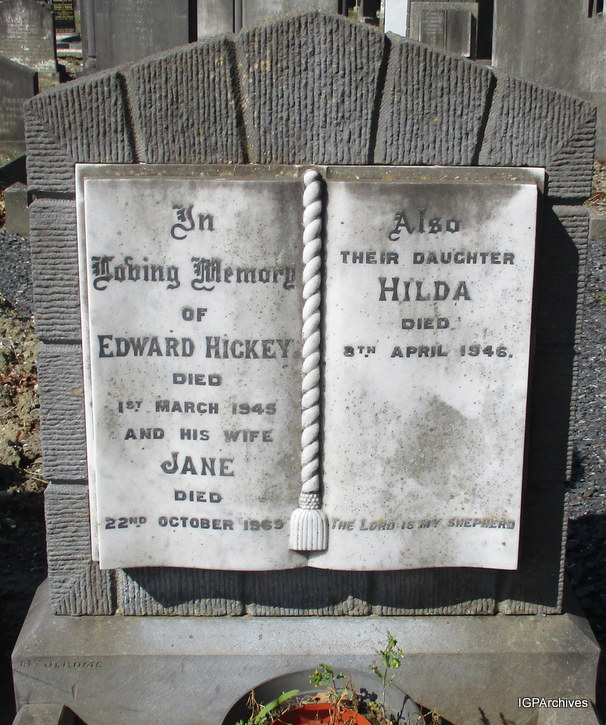 In
Loving Memory
OF
EDWARD HICKEY
DIED
1ST MARCH 1945
AND HIS WIFE
JANE
DIED
22ND OCTOBER 1965
Also
THEIR DAUGHTER
HILDA
DIED
8TH APRIL 1946.
THE LORD IS MY SHEPHERD
IGPArchives